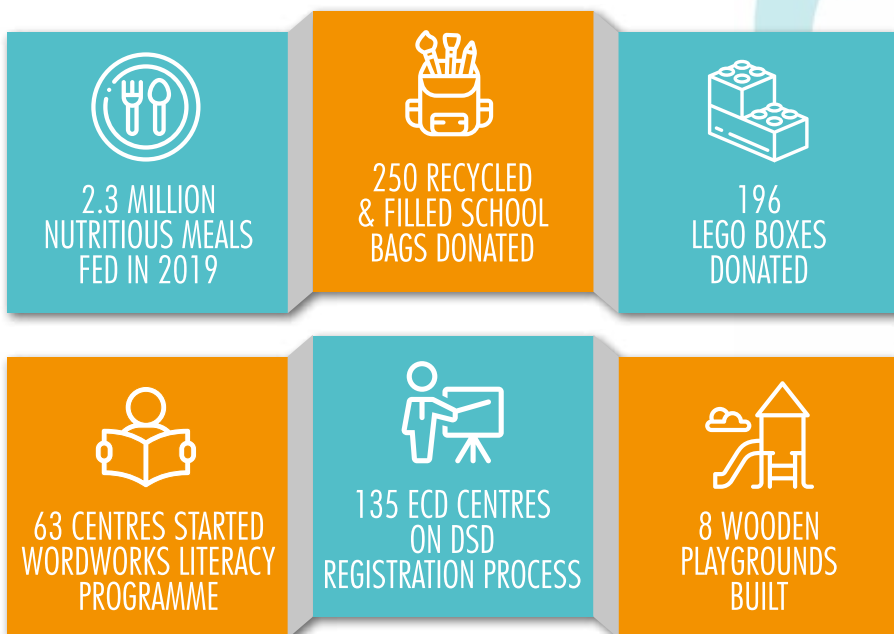 2.3 MILLION
NUTRITIOUS MEALS
FED IN 2019
250 RECYCLED
& FILLED SCHOOL
BAGS DONATED
196
LEGO BOXES
DONATED
63 CENTRES STARTED
WORDWORKS LITERACY
PROGRAMME
135 ECD CENTRES
ON DSD
REGISTRATION PROCESS
8 WOODEN
PLAYGROUNDS
BUILT